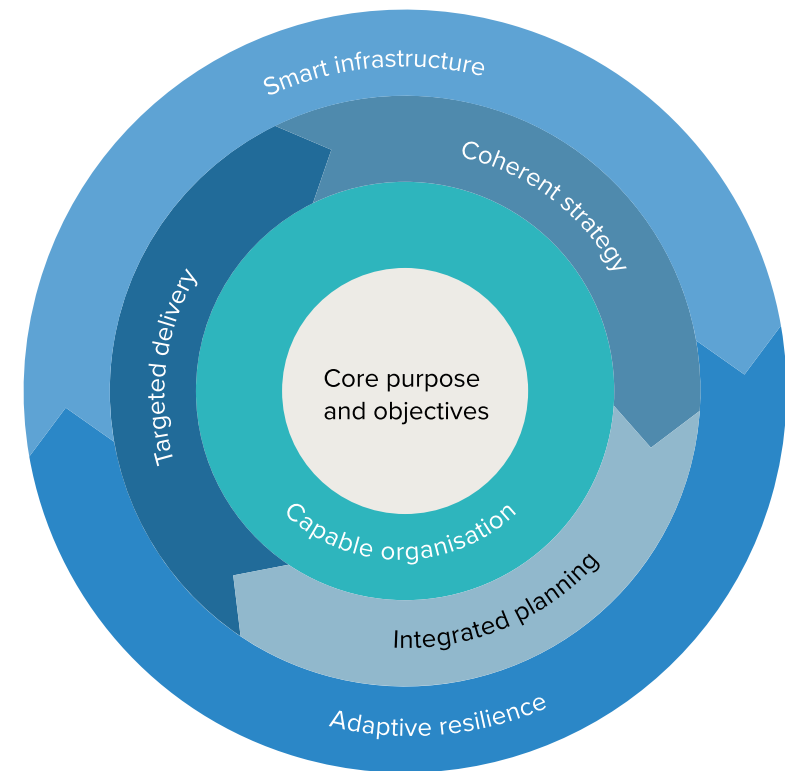 Smart infrastructure
Coherent strategy
Targeted delivery
Core purpose
and objectives
Capable organisation
Integrated planning
Adaptive resilience